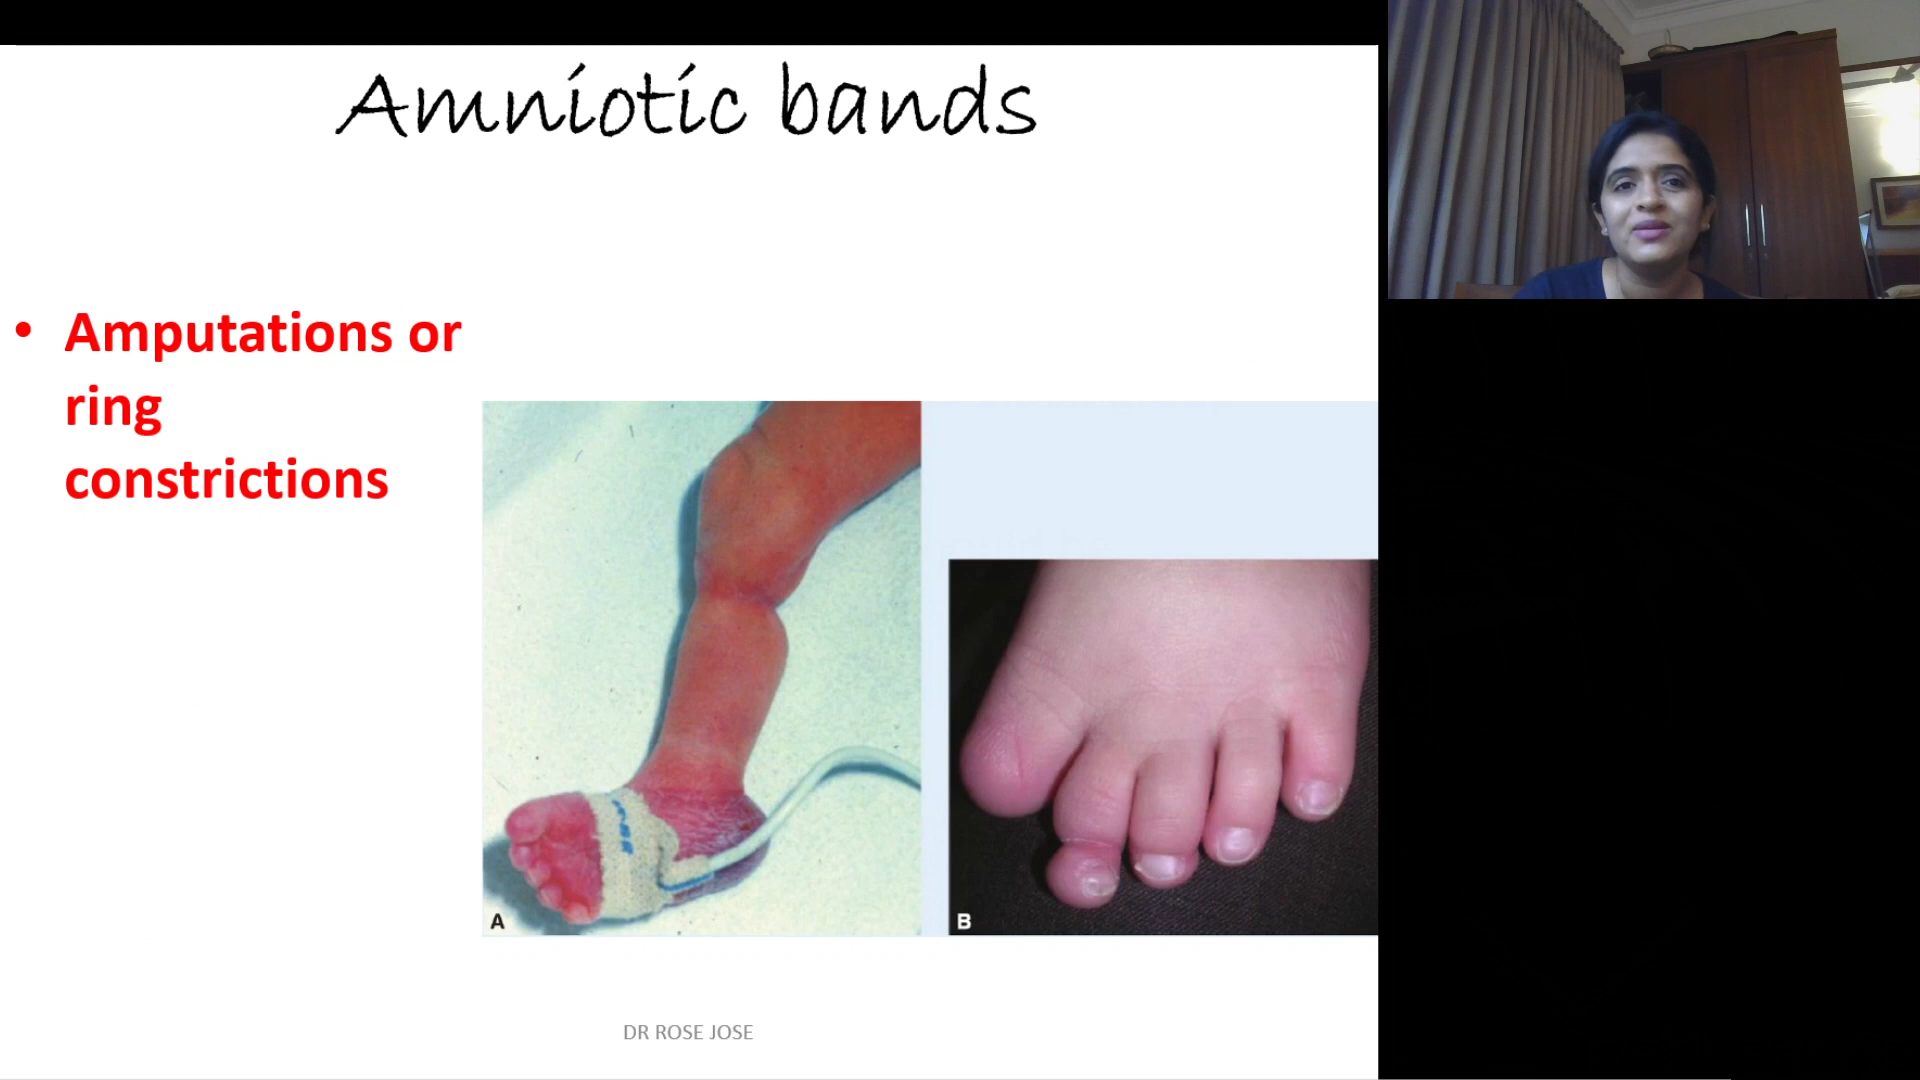 Amniotic bands
• Amputations or
ring
constrictions
A
B
DR ROSE JOSE